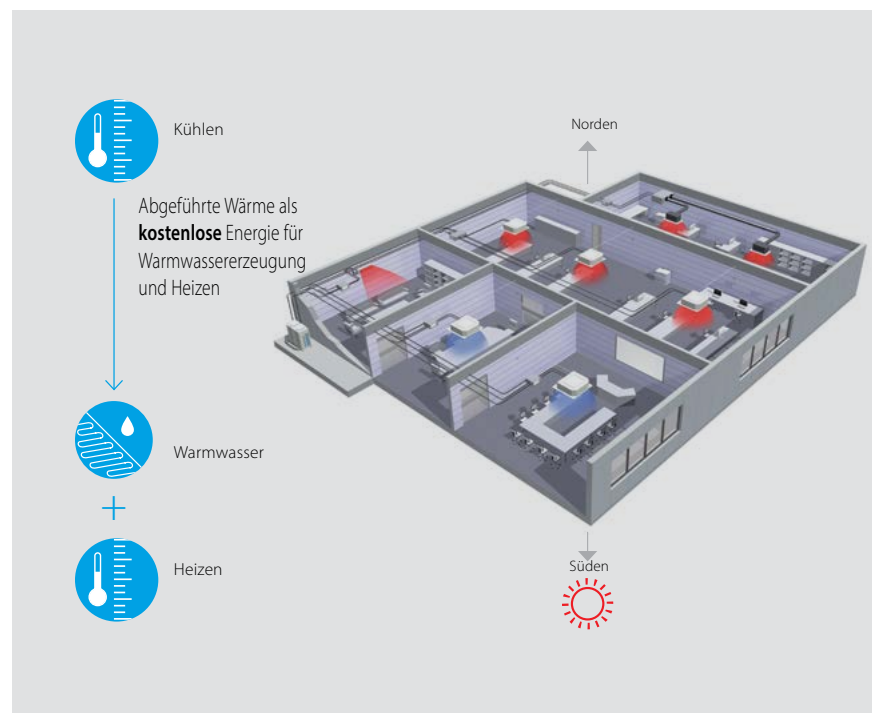 Kühlen
Abgeführte Wärme als
kostenlose Energie für
Warmwassererzeugung
und Heizen
Warmwasser
+
Heizen
Norden
Süden